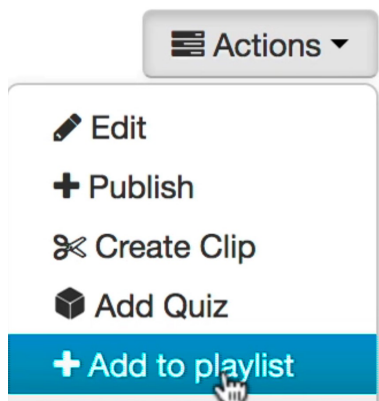 Actions
Edit
Publish
Create Clip
Add Quiz
Add to playlist